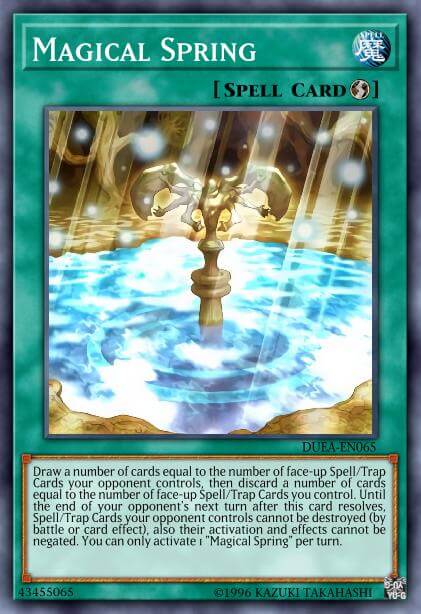 MAGICAL SPRING
SPELL
魔
[SPELL CARD]
DUEA-EN065
Draw a number of cards equal to the number of face-up Spell/Trap
Cards your opponent controls, then discard a number of cards
equal to the number of face-up Spell/Trap Cards you control. Until
the end of your opponent's next turn after this card resolves,
Spell/Trap Cards your opponent controls cannot be destroyed (by
battle or card effect), also their activation and effects cannot be
negated. You can only activate 1 "Magical Spring" per turn.
43455065
©1996 KAZUKI TAKAHASHI